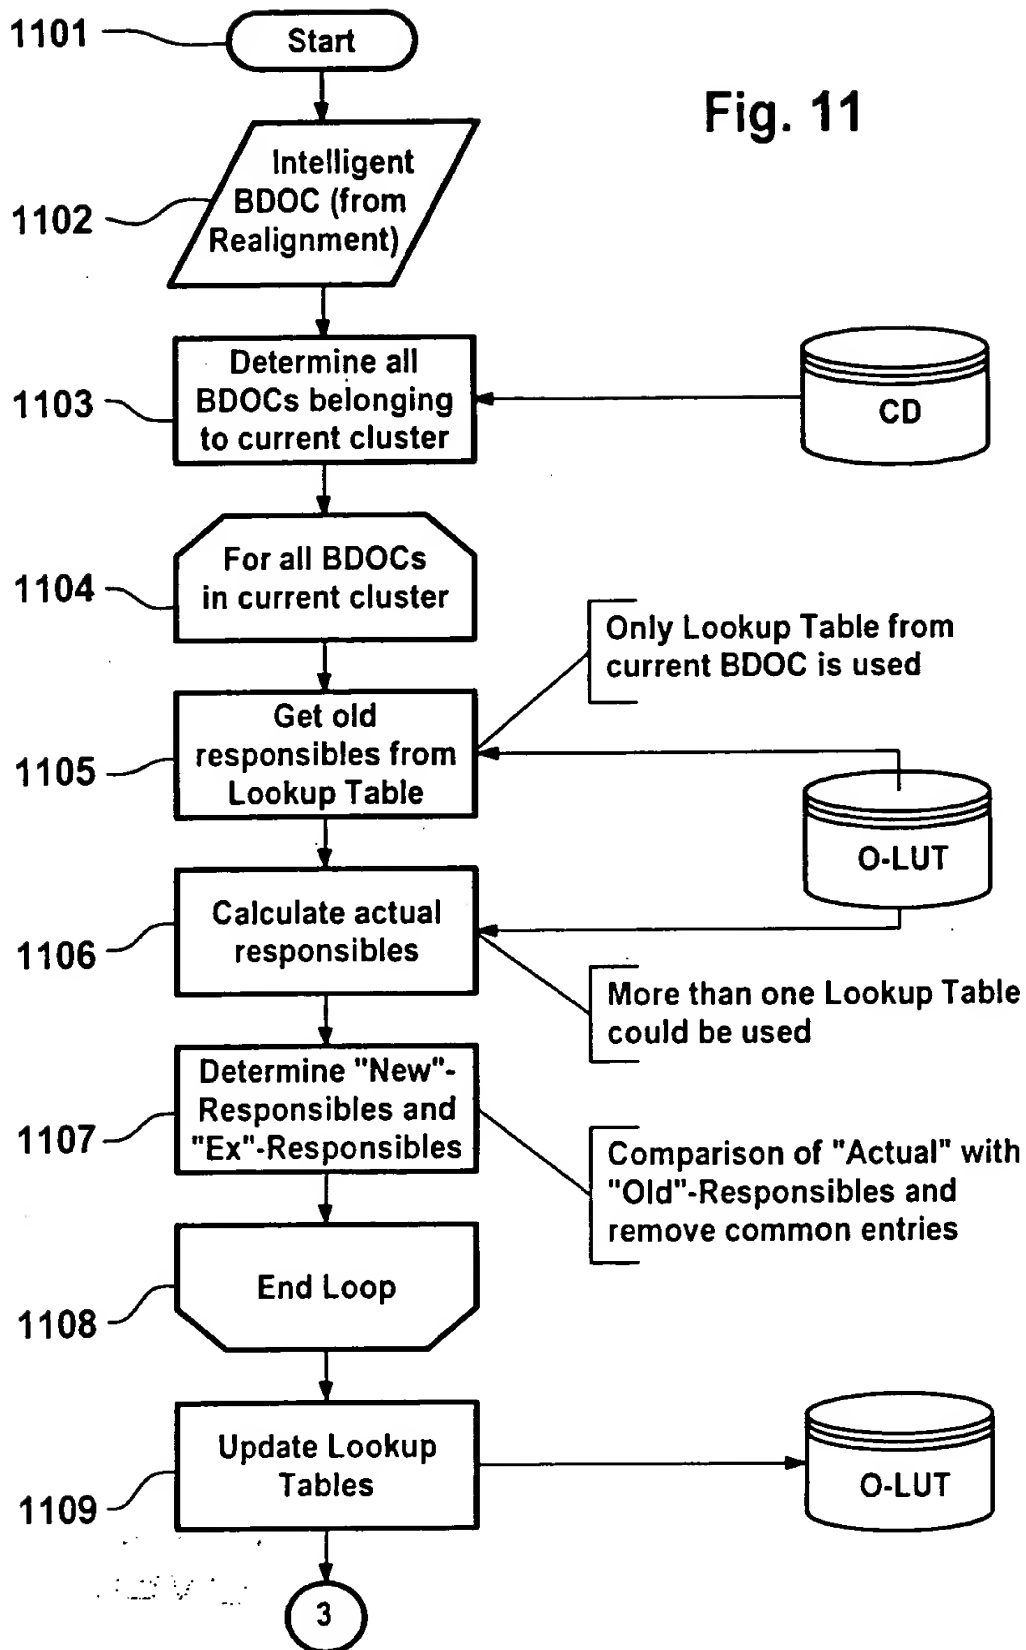 1101
Start
Fig. 11
1102
Intelligent
BDOC (from
Realignment)
1103
Determine all
BDOCs belonging
to current cluster
CD
1104
For all BDOCs
in current cluster
Only Lookup Table from
current BDOC is used
1105
Get old
responsibles from
Lookup Table
O-LUT
1106
Calculate actual
responsibles
More than one Lookup Table
could be used
1107
Determine "New"-
Responsibles and
"Ex"-Responsibles
Comparison of "Actual" with
"Old"-Responsibles and
remove common entries
1108
End Loop
1109
Update Lookup
Tables
O-LUT
3